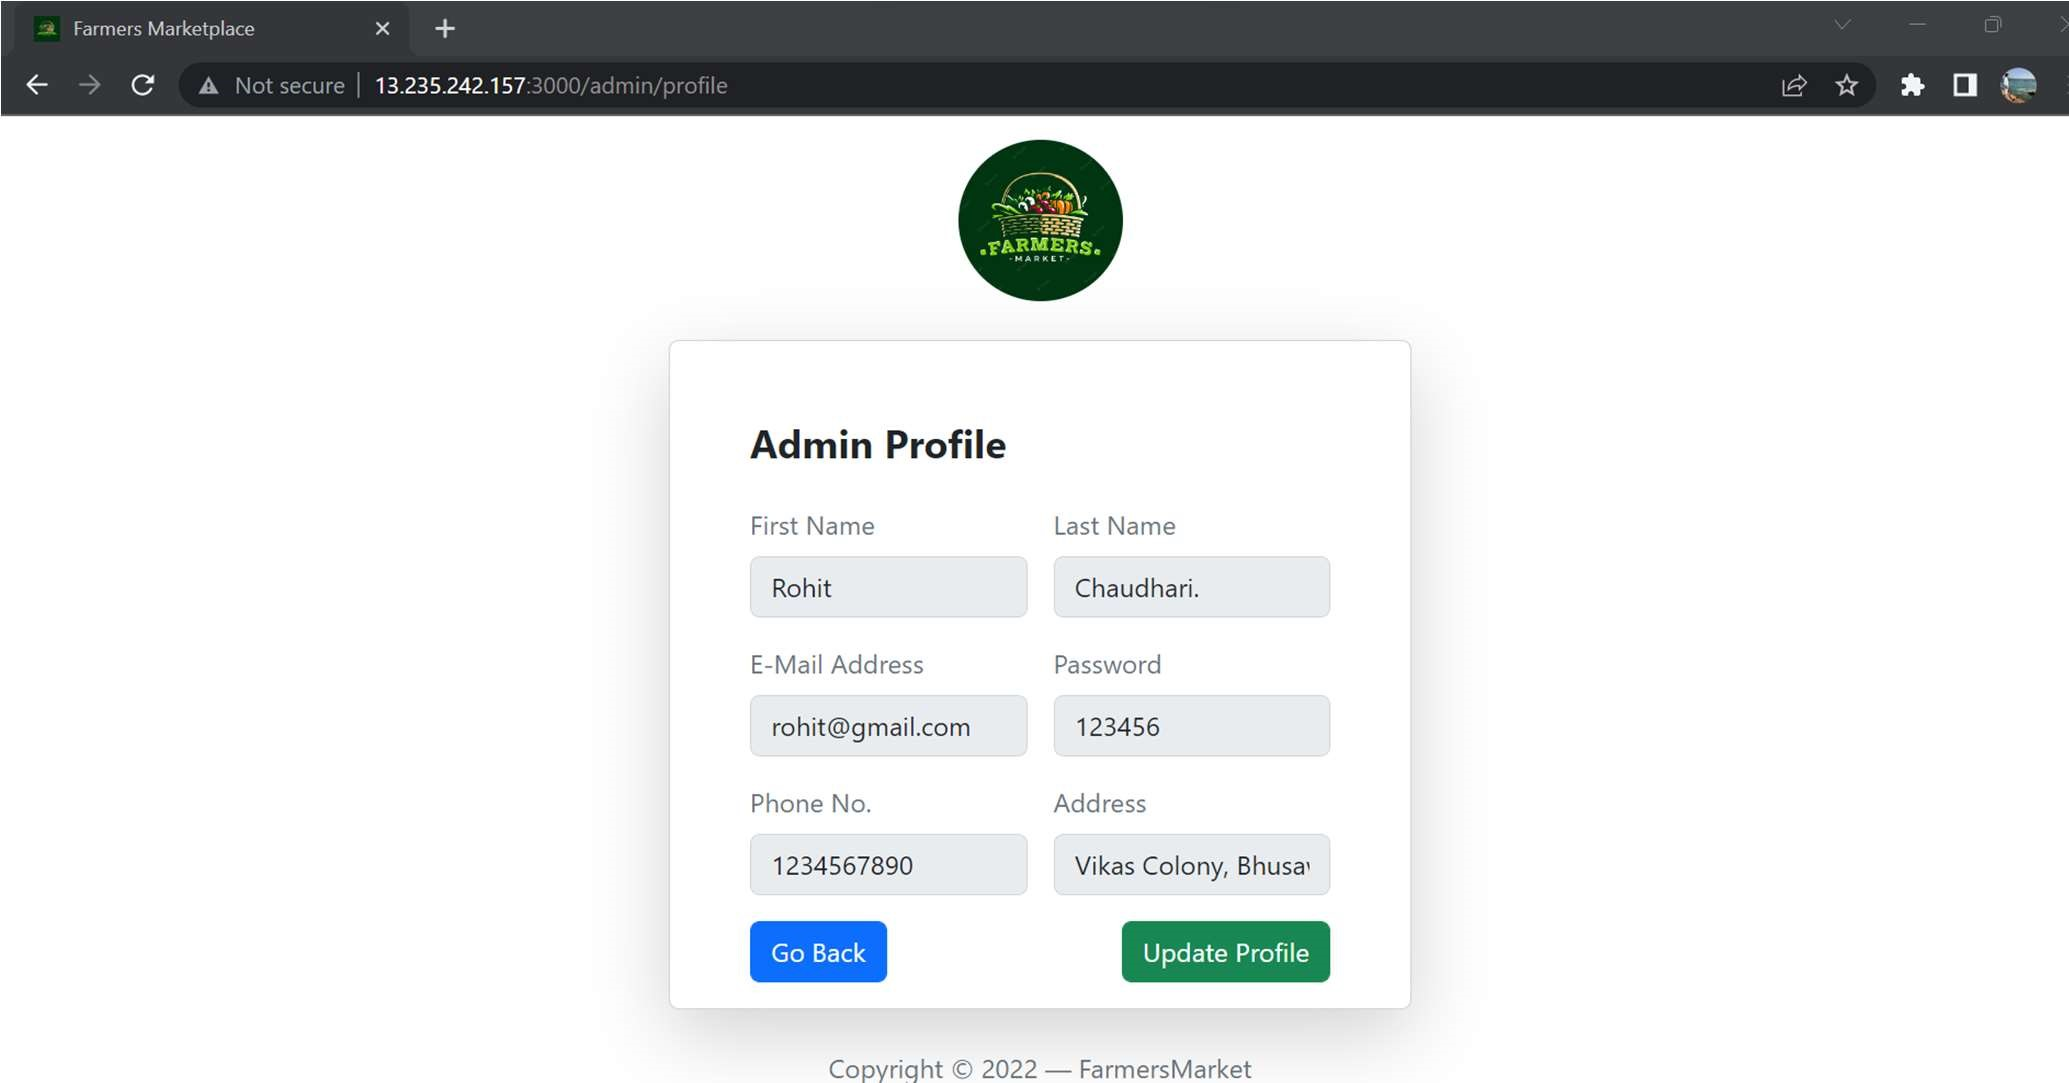 Farmers Marketplace
Not secure 13.235.242.157:3000/admin/profile
FARMERS
-MARKET-
Admin Profile
First Name Last Name
Rohit Chaudhari.
E-Mail Address Password
rohit@gmail.com 123456
Phone No. Address
1234567890 Vikas Colony, Bhusav
Go Back Update Profile
Copyright © 2022 — FarmersMarket